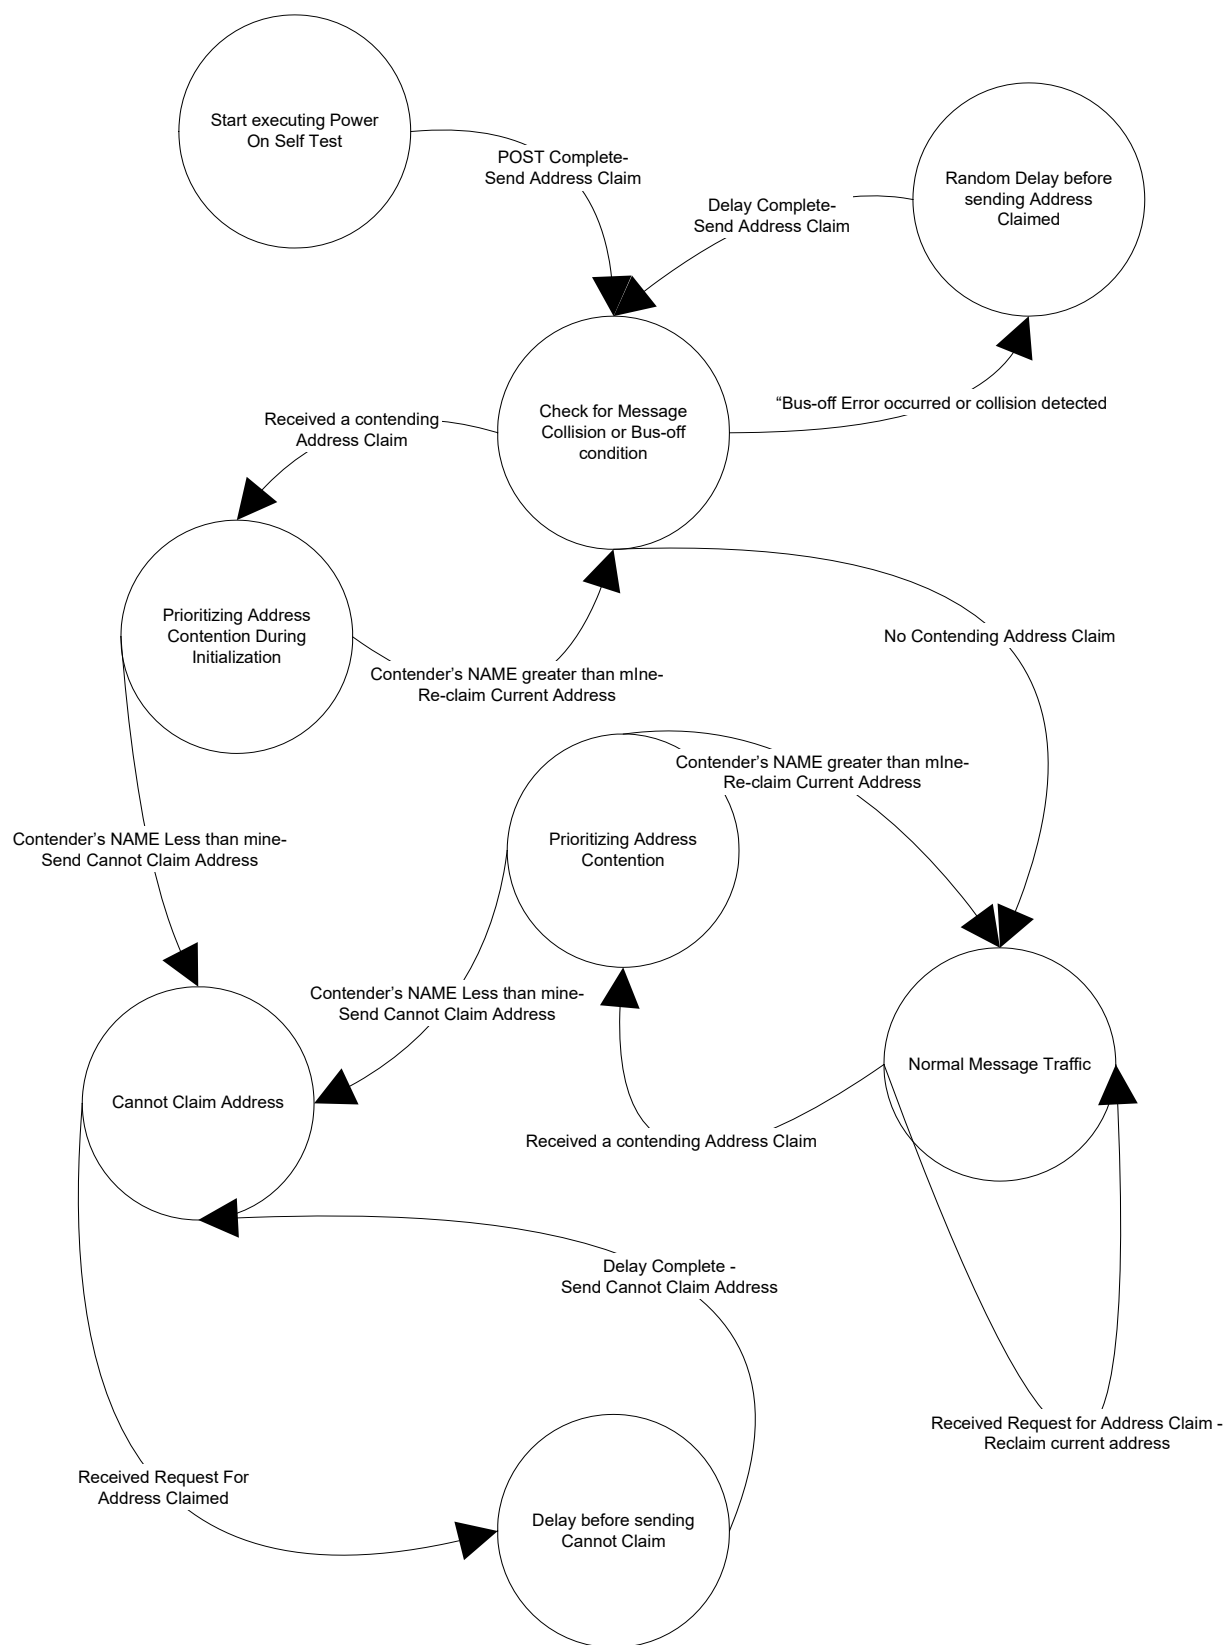 Start executing Power
On Self Test
POST Complete-
Send Address Claim
Random Delay before
sending Address
Claimed
Delay Complete-
Send Address Claim
Check for Message
Collision or Bus-off
condition
“Bus-off Error occurred or collision detected
Received a contending
Address Claim
Prioritizing Address
Contention During
Initialization
No Contending Address Claim
Contender’s NAME greater than mIne-
Re-claim Current Address
Contender’s NAME greater than mIne-
Re-claim Current Address
Contender’s NAME Less than mine-
Send Cannot Claim Address
Prioritizing Address
Contention
Contender’s NAME Less than mine-
Send Cannot Claim Address
Normal Message Traffic
Cannot Claim Address
Received a contending Address Claim
Delay Complete -
Send Cannot Claim Address
Received Request for Address Claim -
Reclaim current address
Received Request For
Address Claimed
Delay before sending
Cannot Claim